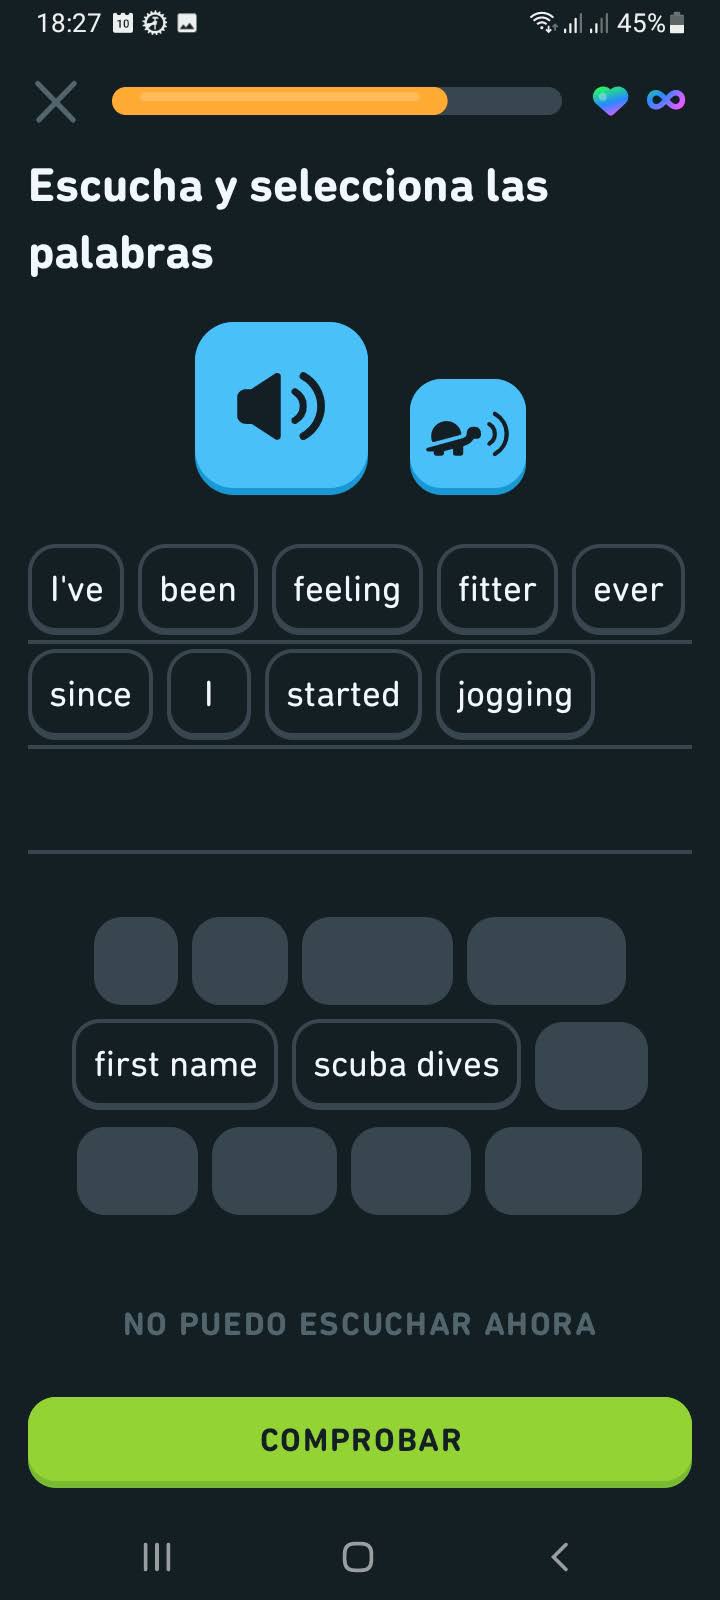 18:27 10 45%
Escucha y selecciona las
palabras
I've been feeling fitter ever
since I started jogging
first name scuba dives
NO PUEDO ESCUCHAR AHORA
COMPROBAR